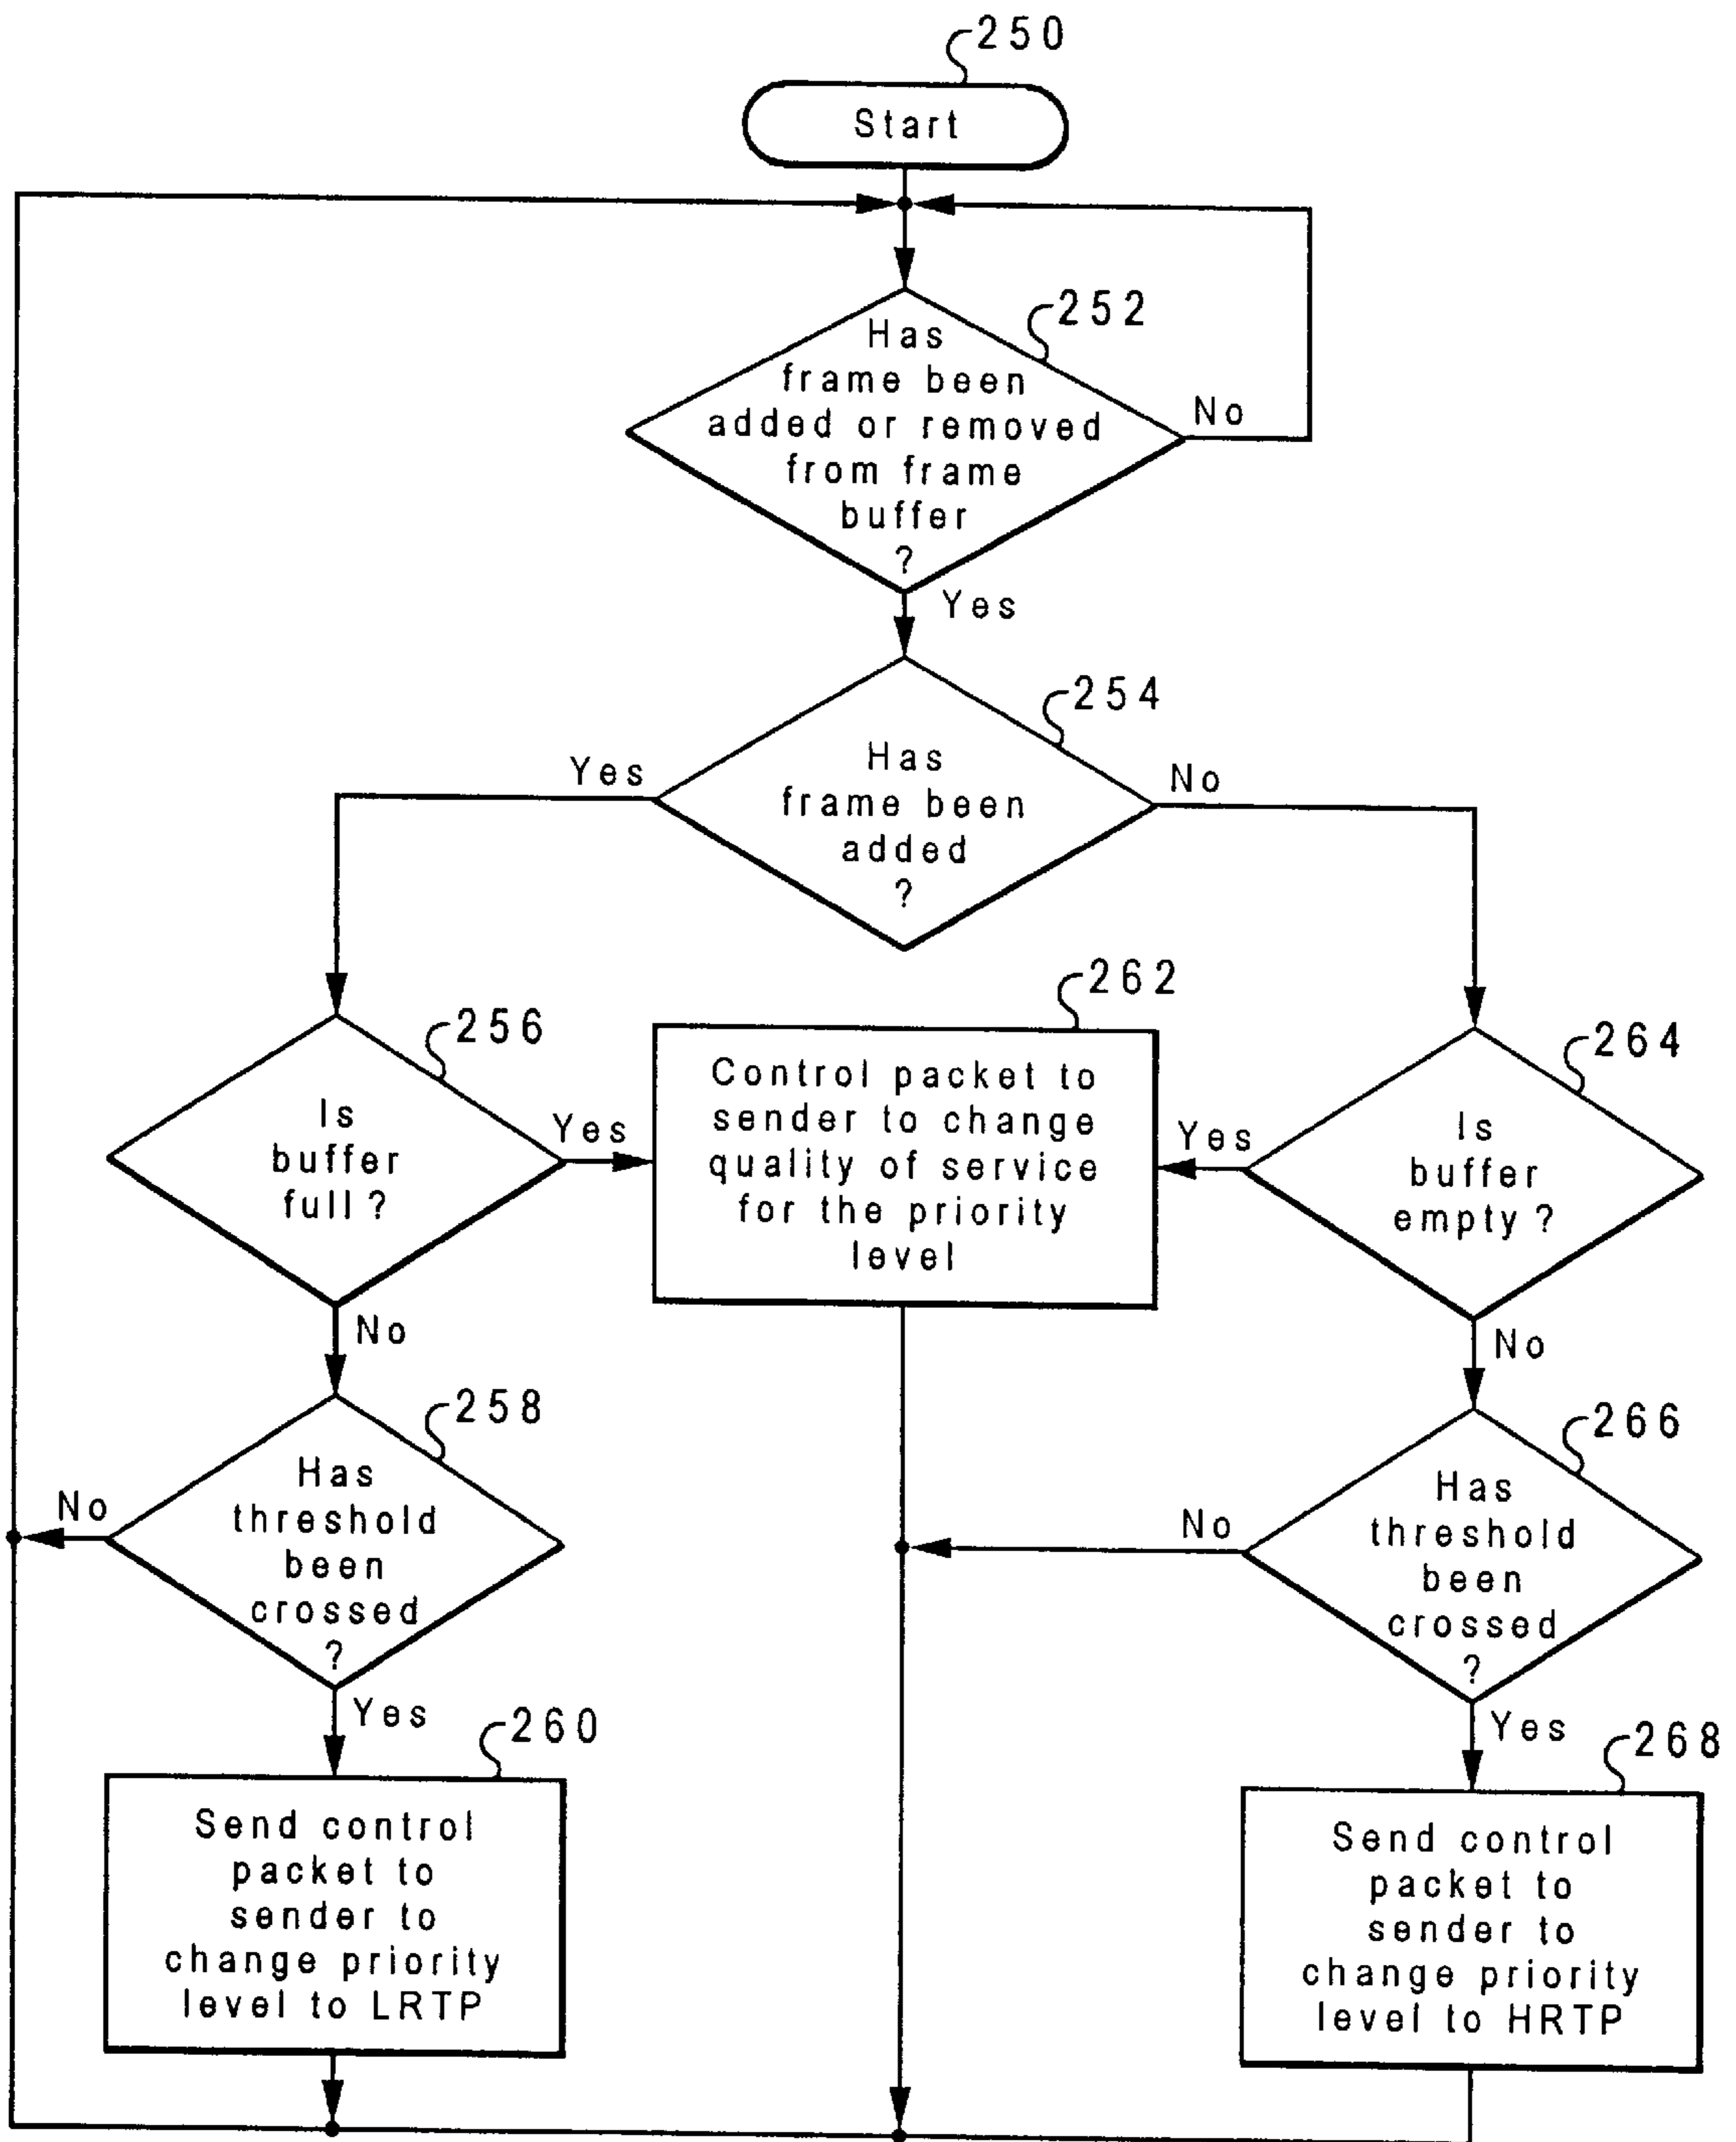 250
Start
252
Has
frame been
added or removed
from frame
buffer
?
No
Yes
254
Has
frame been
added
?
Yes
No
256
Is
buffer
full ?
Yes
No
262
Control packet to
sender to change
quality of service
for the priority
level
264
Is
buffer
empty ?
Yes
No
258
Has
threshold
been
crossed
?
No
Yes
266
Has
threshold
been
crossed
?
No
Yes
260
Send control
packet to
sender to
change priority
level to LRTP
268
Send control
packet to
sender to
change priority
level to HRTP